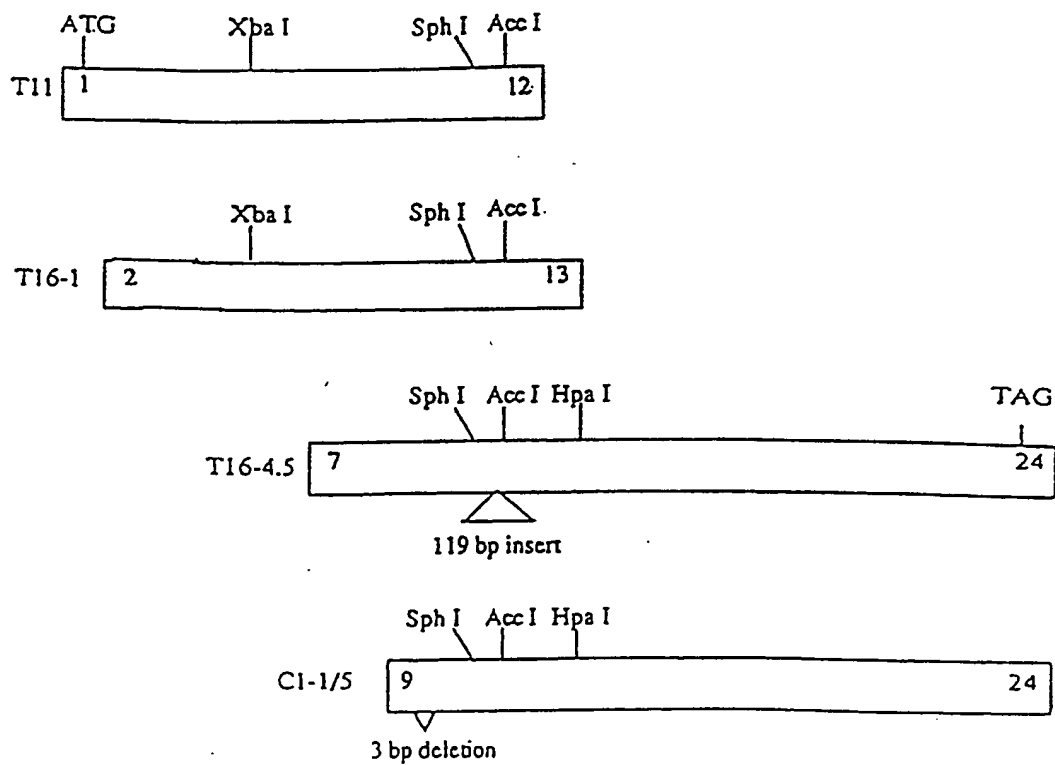 ATG Xba I Sph I Acc I
T11 1 12
Xba I Sph I Acc I.
T16-1 2 13
Sph I Acc I Hpa I TAG
T16-4.5 7 24
119 bp insert
Sph I Acc I Hpa I
C1-1/5 9 24
3 bp deletion